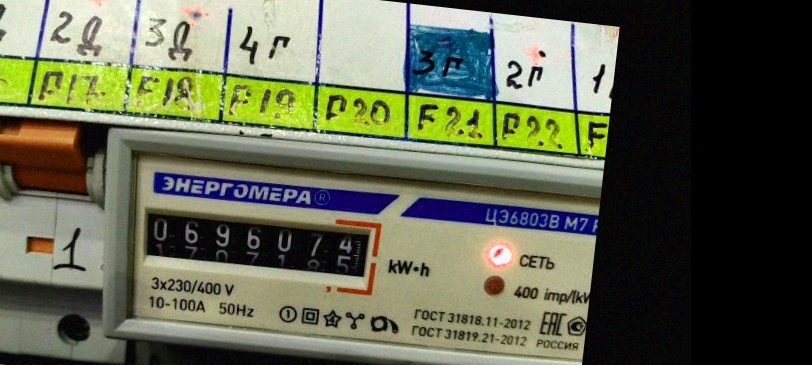 2Д 3Д 4Г 3Г 2Г
F17 F18 F19 F20 F21 F22 F
ЭНЕРГОМЕРА®
ЦЭ6803В М7
0696074
kW•h
СЕТЬ
400 imp/kW
1
3x230/400 V
10-100A 50Hz
ГОСТ 31818.11-2012
ГОСТ 31819.21-2012
EAC
РОССИЯ